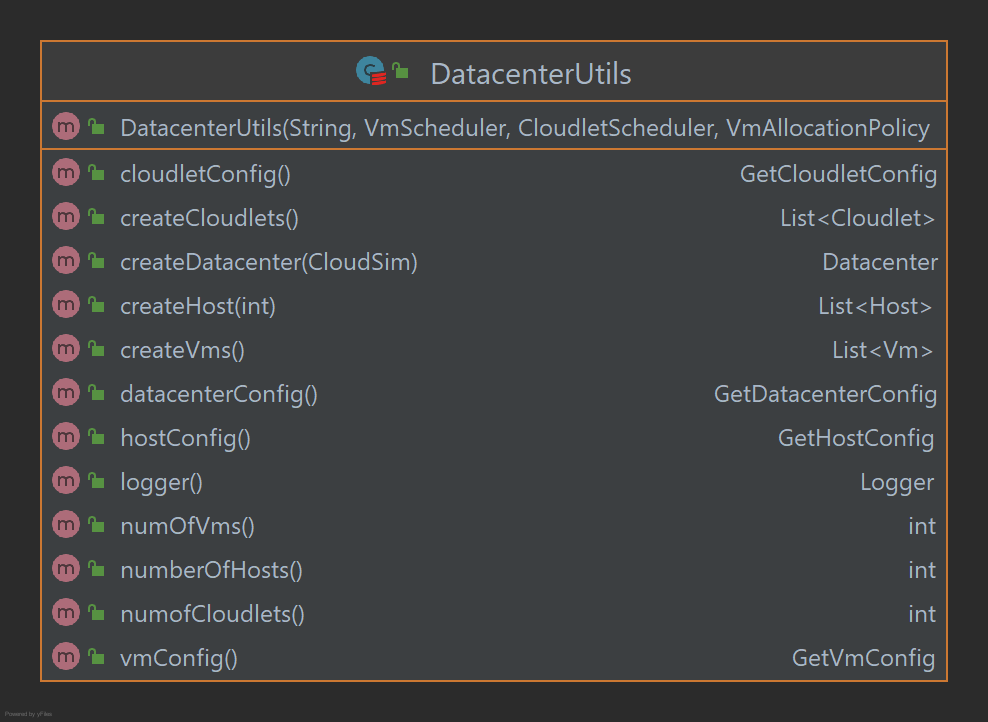 DatacenterUtils
DatacenterUtils(String, VmScheduler, CloudletScheduler, VmAllocationPolicy
cloudletConfig() GetCloudletConfig
createCloudlets() List<Cloudlet>
createDatacenter(CloudSim) Datacenter
createHost(int) List<Host>
createVms() List<Vm>
datacenterConfig() GetDatacenterConfig
hostConfig() GetHostConfig
logger() Logger
numOfVms() int
numberOfHosts() int
numofCloudlets() int
vmConfig() GetVmConfig
Powered by yFiles